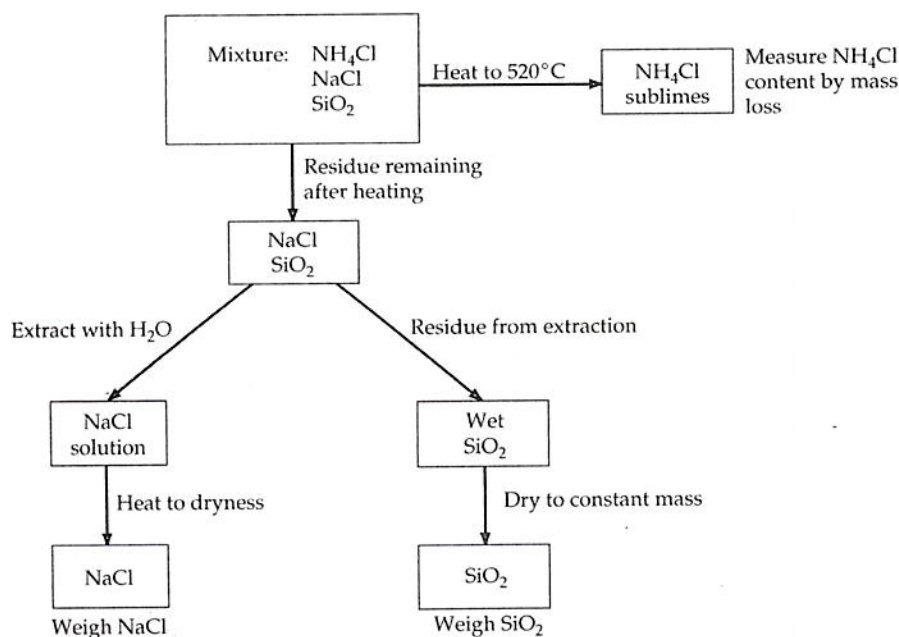 Mixture: NH₄Cl
NaCl
SiO₂
Heat to 520°C
NH₄Cl
sublimes
Measure NH₄Cl
content by mass
loss
Residue remaining
after heating
NaCl
SiO₂
Extract with H₂O
Residue from extraction
NaCl
solution
Wet
SiO₂
Heat to dryness
Dry to constant mass
NaCl
SiO₂
Weigh NaCl
Weigh SiO₂